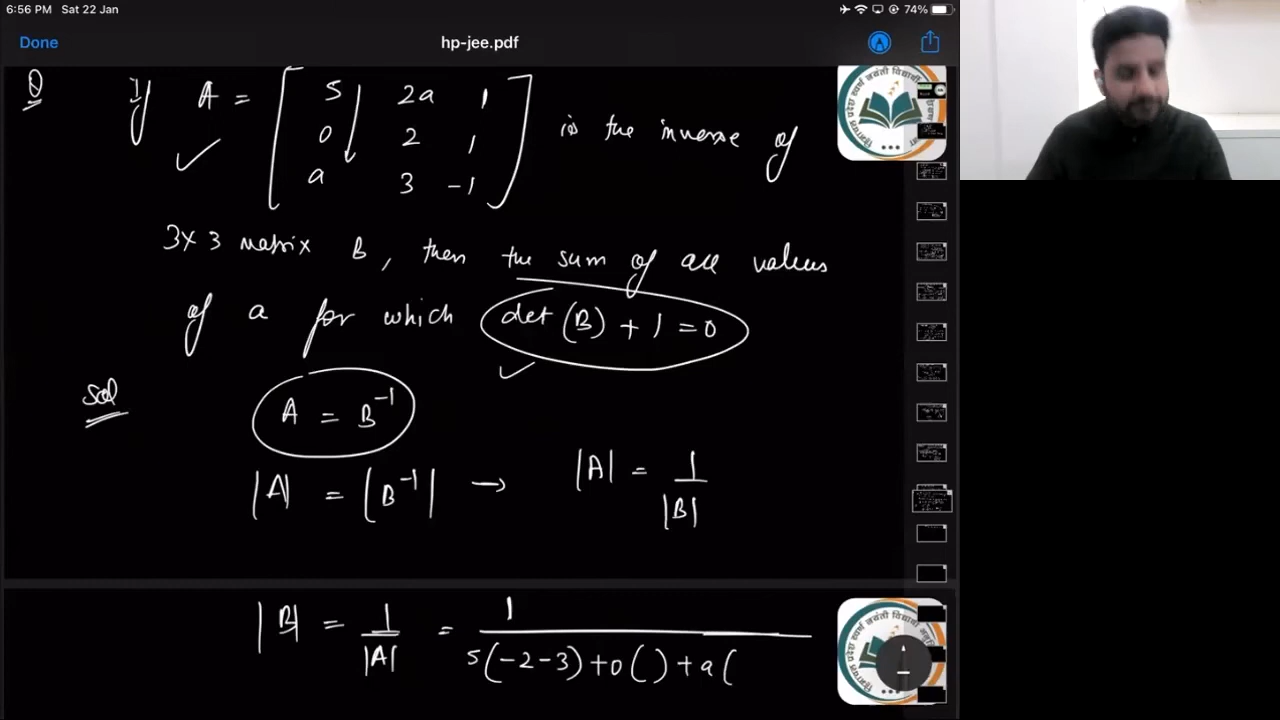 6:56 PM Sat 22 Jan 74%
Done hp-jee.pdf
Q If A = [ 5 2a 1
0 2 1
a 3 -1 ] is the inverse of
3x3 matrix B, then the sum of all values
of a for which det (B) + 1 = 0
Sol A = B^-1
|A| = |B^-1| → |A| = 1/|B|
|B| = 1/|A| = 1/5(-2-3)+0( )+a(